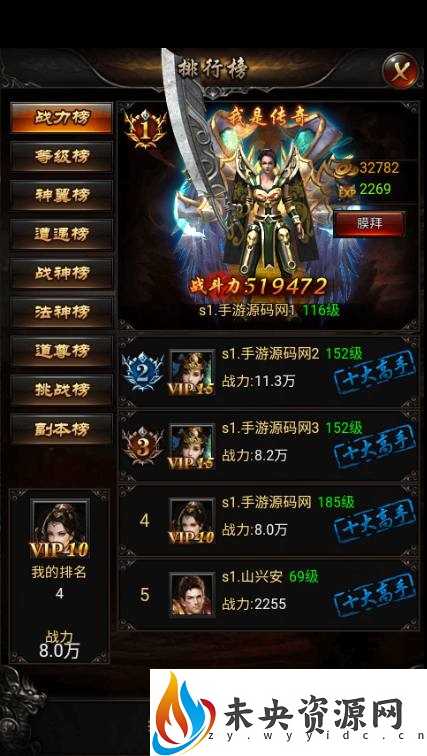 排行榜
战力榜
等级榜
神翼榜
遭遇榜
战神榜
法神榜
道尊榜
挑战榜
副本榜
1
我是传奇
32782
EXP 2269
膜拜
战斗力519472
s1.手游源码网1 116级
2
VIP15
s1.手游源码网2 152级
战力:11.3万
十大高手
3
VIP15
s1.手游源码网3 152级
战力:8.2万
十大高手
4
VIP10
s1.手游源码网 185级
战力:8.0万
十大高手
5
s1.山兴安 69级
战力:2255
十大高手
VIP10
我的排名
4
战力
8.0万
未央资源网
zy.wyyidc.cn